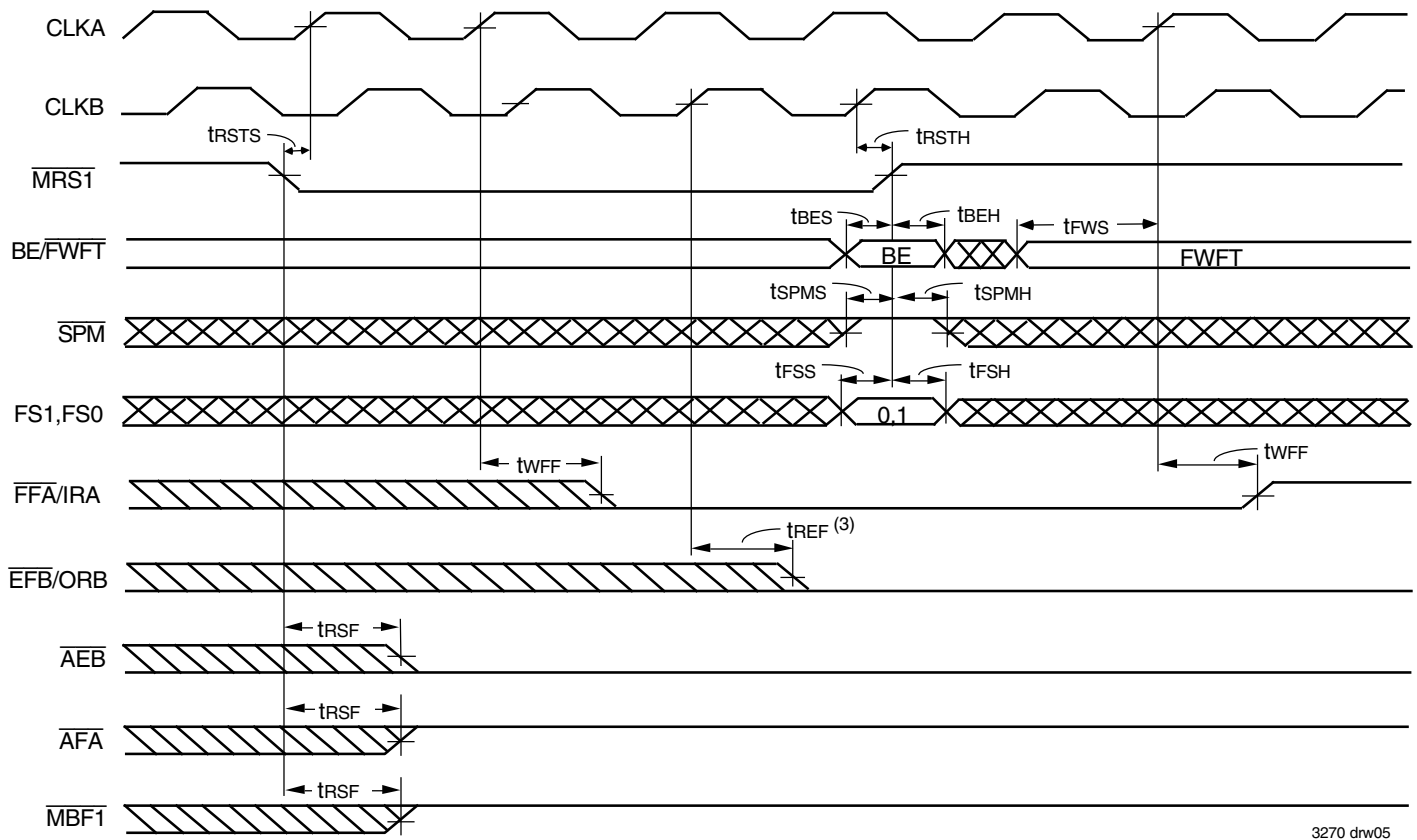 CLKA
CLKB
tRSTS
tRSTH
MRS1
tBES
tBEH
tFWS
BE/FWFT
BE
FWFT
tSPMS
tSPMH
SPM
tFSS
tFSH
FS1,FS0
0,1
tWFF
tWFF
FFA/IRA
tREF (3)
EFB/ORB
tRSF
AEB
tRSF
AFA
tRSF
MBF1
3270 drw05